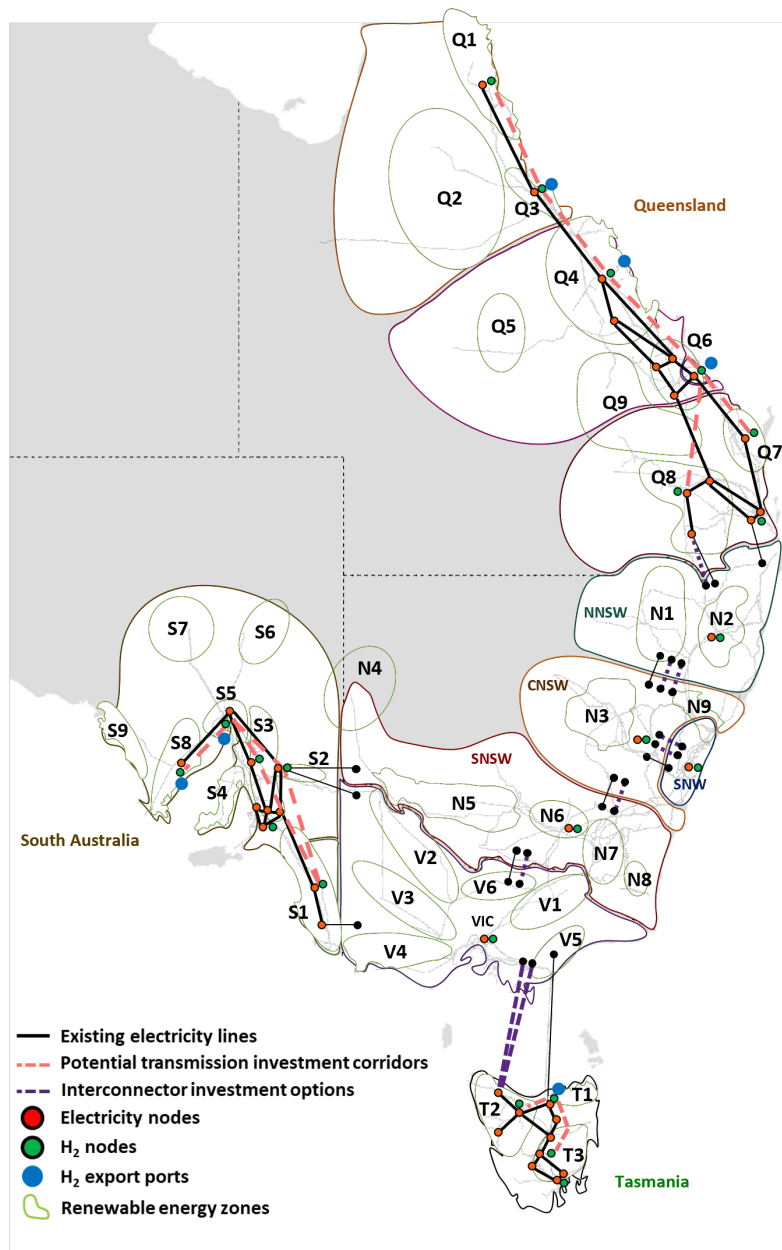 Q1
Q2
Q3
Queensland
Q4
Q5
Q6
Q9
Q7
Q8
NNSW
N1
N2
S7
S6
N4
CNSW
N9
S5
S9
S8
S3
N3
S2
SNSW
SNW
S4
N5
N6
South Australia
V2
N7
V6
N8
V3
V1
S1
VIC
V4
V5
Existing electricity lines
Potential transmission investment corridors
Interconnector investment options
Electricity nodes
H2 nodes
H2 export ports
Renewable energy zones
T2
T1
T3
Tasmania